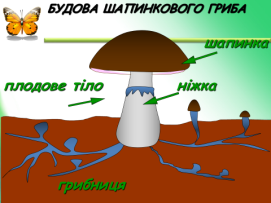 БУДОВА ШАПИНКОВОГО ГРИБА
шапинка
плодове тіло
ніжка
грибниця